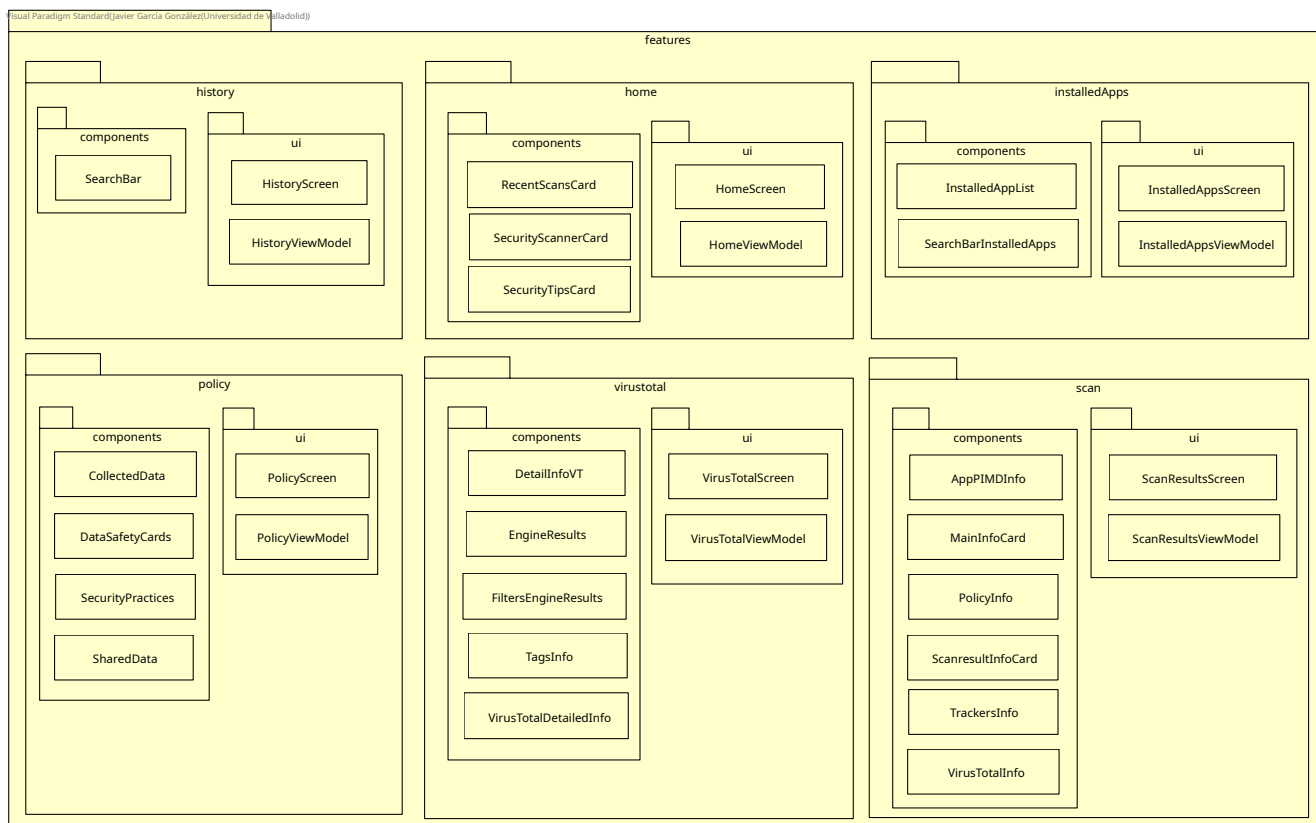 Visual Paradigm Standard(Javier García González(Universidad de Valladolid))
features
history
components
SearchBar
ui
HistoryScreen
HistoryViewModel
home
components
RecentScansCard
SecurityScannerCard
SecurityTipsCard
ui
HomeScreen
HomeViewModel
installedApps
components
InstalledAppList
SearchBarInstalledApps
ui
InstalledAppsScreen
InstalledAppsViewModel
policy
components
CollectedData
DataSafetyCards
SecurityPractices
SharedData
ui
PolicyScreen
PolicyViewModel
virustotal
components
DetailInfoVT
EngineResults
FiltersEngineResults
TagsInfo
VirusTotalDetailedInfo
ui
VirusTotalScreen
VirusTotalViewModel
scan
components
AppPIMDInfo
MainInfoCard
PolicyInfo
ScanresultInfoCard
TrackersInfo
VirusTotalInfo
ui
ScanResultsScreen
ScanResultsViewModel